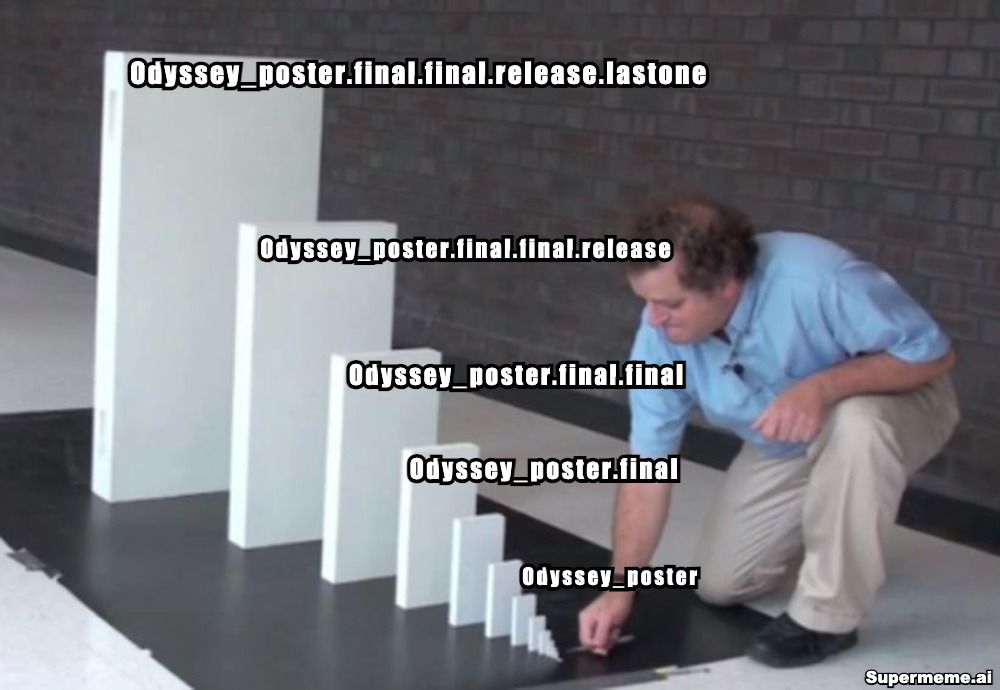 Odyssey_poster.final.final.release.lastone
Odyssey_poster.final.final.release
Odyssey_poster.final.final
Odyssey_poster.final
Odyssey_poster
Supermeme.ai